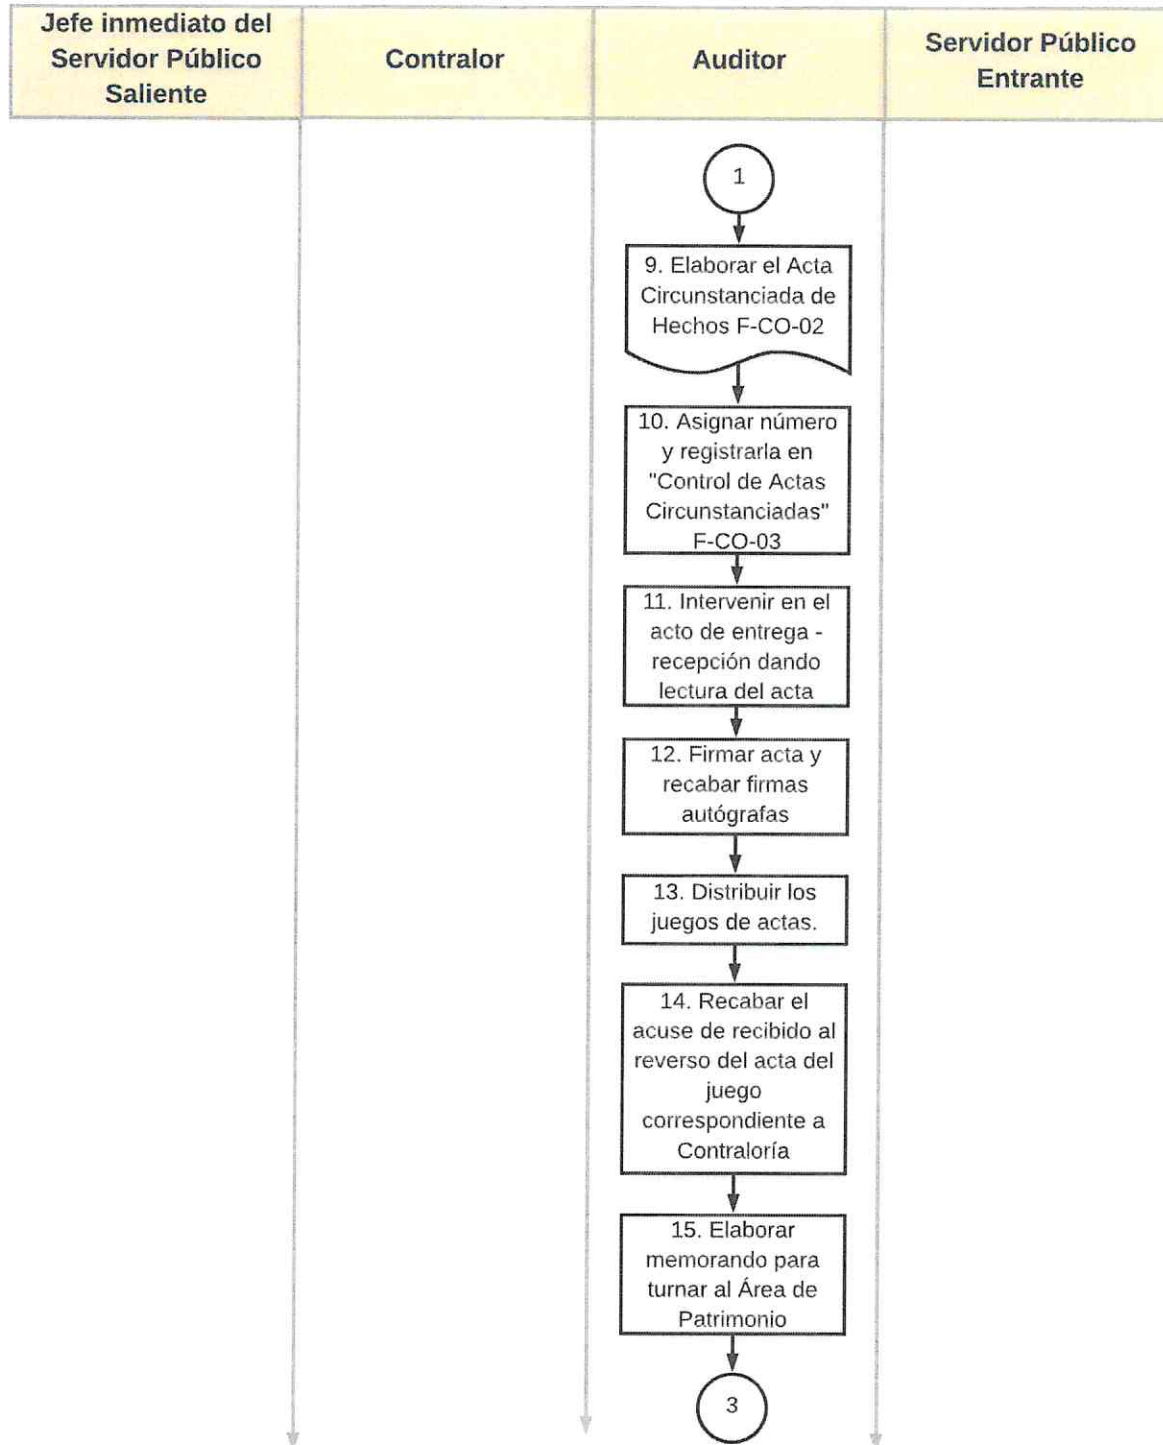 Jefe inmediato del
Servidor Público
Saliente
Contralor
Auditor
Servidor Público
Entrante
1
9. Elaborar el Acta
Circunstanciada de
Hechos F-CO-02
10. Asignar número
y registrarla en
"Control de Actas
Circunstanciadas"
F-CO-03
11. Intervenir en el
acto de entrega -
recepción dando
lectura del acta
12. Firmar acta y
recabar firmas
autógrafas
13. Distribuir los
juegos de actas.
14. Recabar el
acuse de recibido al
reverso del acta del
juego
correspondiente a
Contraloría
15. Elaborar
memorando para
turnar al Área de
Patrimonio
3